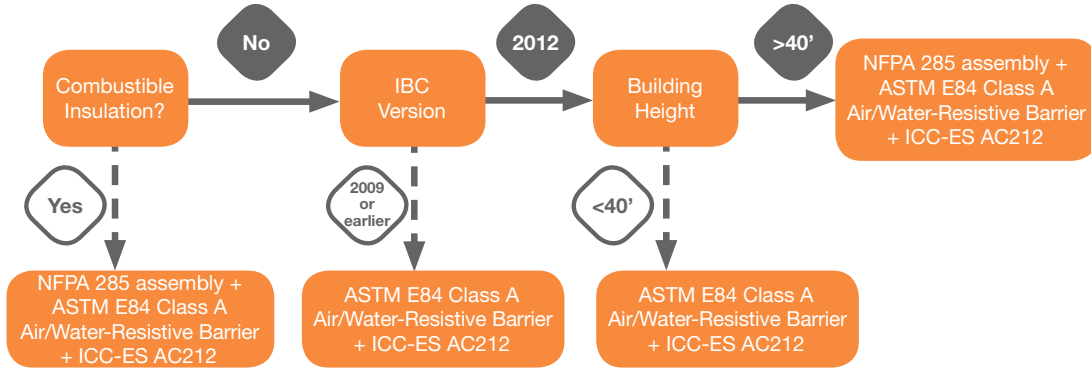 No
2012
>40’
Combustible
Insulation?
IBC
Version
Building
Height
NFPA 285 assembly +
ASTM E84 Class A
Air/Water-Resistive Barrier
+ ICC-ES AC212
Yes
2009
or
earlier
<40’
NFPA 285 assembly +
ASTM E84 Class A
Air/Water-Resistive Barrier
+ ICC-ES AC212
ASTM E84 Class A
Air/Water-Resistive Barrier
+ ICC-ES AC212
ASTM E84 Class A
Air/Water-Resistive Barrier
+ ICC-ES AC212